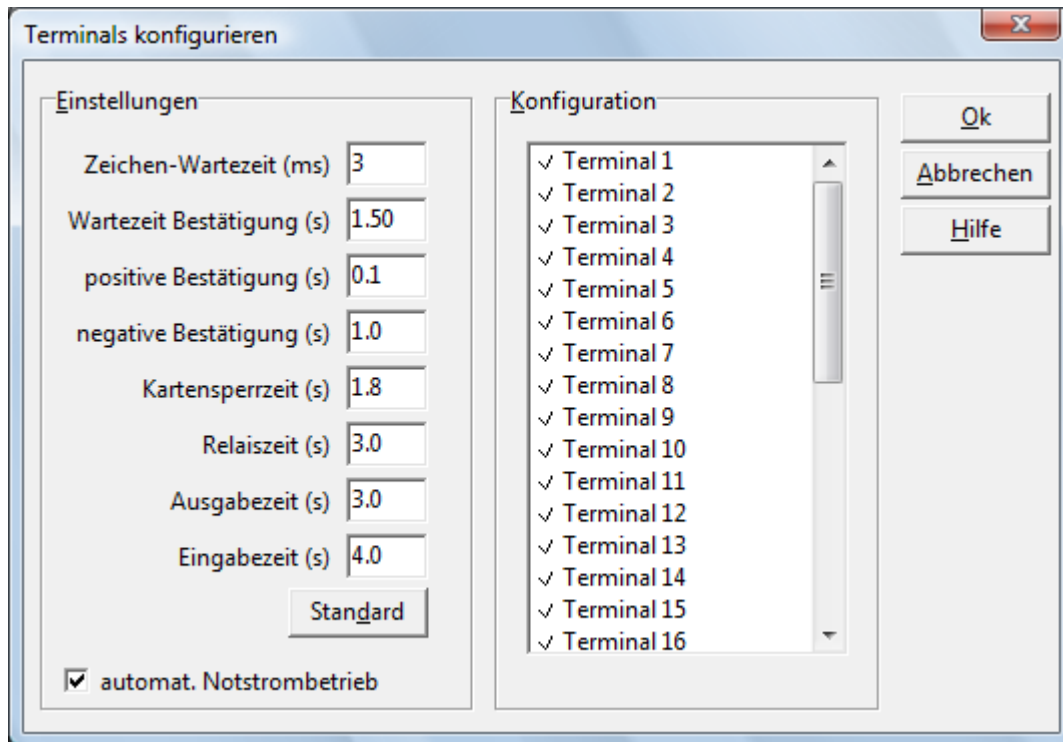 Terminals konfigurieren
Einstellungen
Zeichen-Wartezeit (ms) 3
Wartezeit Bestätigung (s) 1.50
positive Bestätigung (s) 0.1
negative Bestätigung (s) 1.0
Kartensperrzeit (s) 1.8
Relaiszeit (s) 3.0
Ausgabezeit (s) 3.0
Eingabezeit (s) 4.0
Standard
automat. Notstrombetrieb
Konfiguration
Terminal 1
Terminal 2
Terminal 3
Terminal 4
Terminal 5
Terminal 6
Terminal 7
Terminal 8
Terminal 9
Terminal 10
Terminal 11
Terminal 12
Terminal 13
Terminal 14
Terminal 15
Terminal 16
Ok
Abbrechen
Hilfe